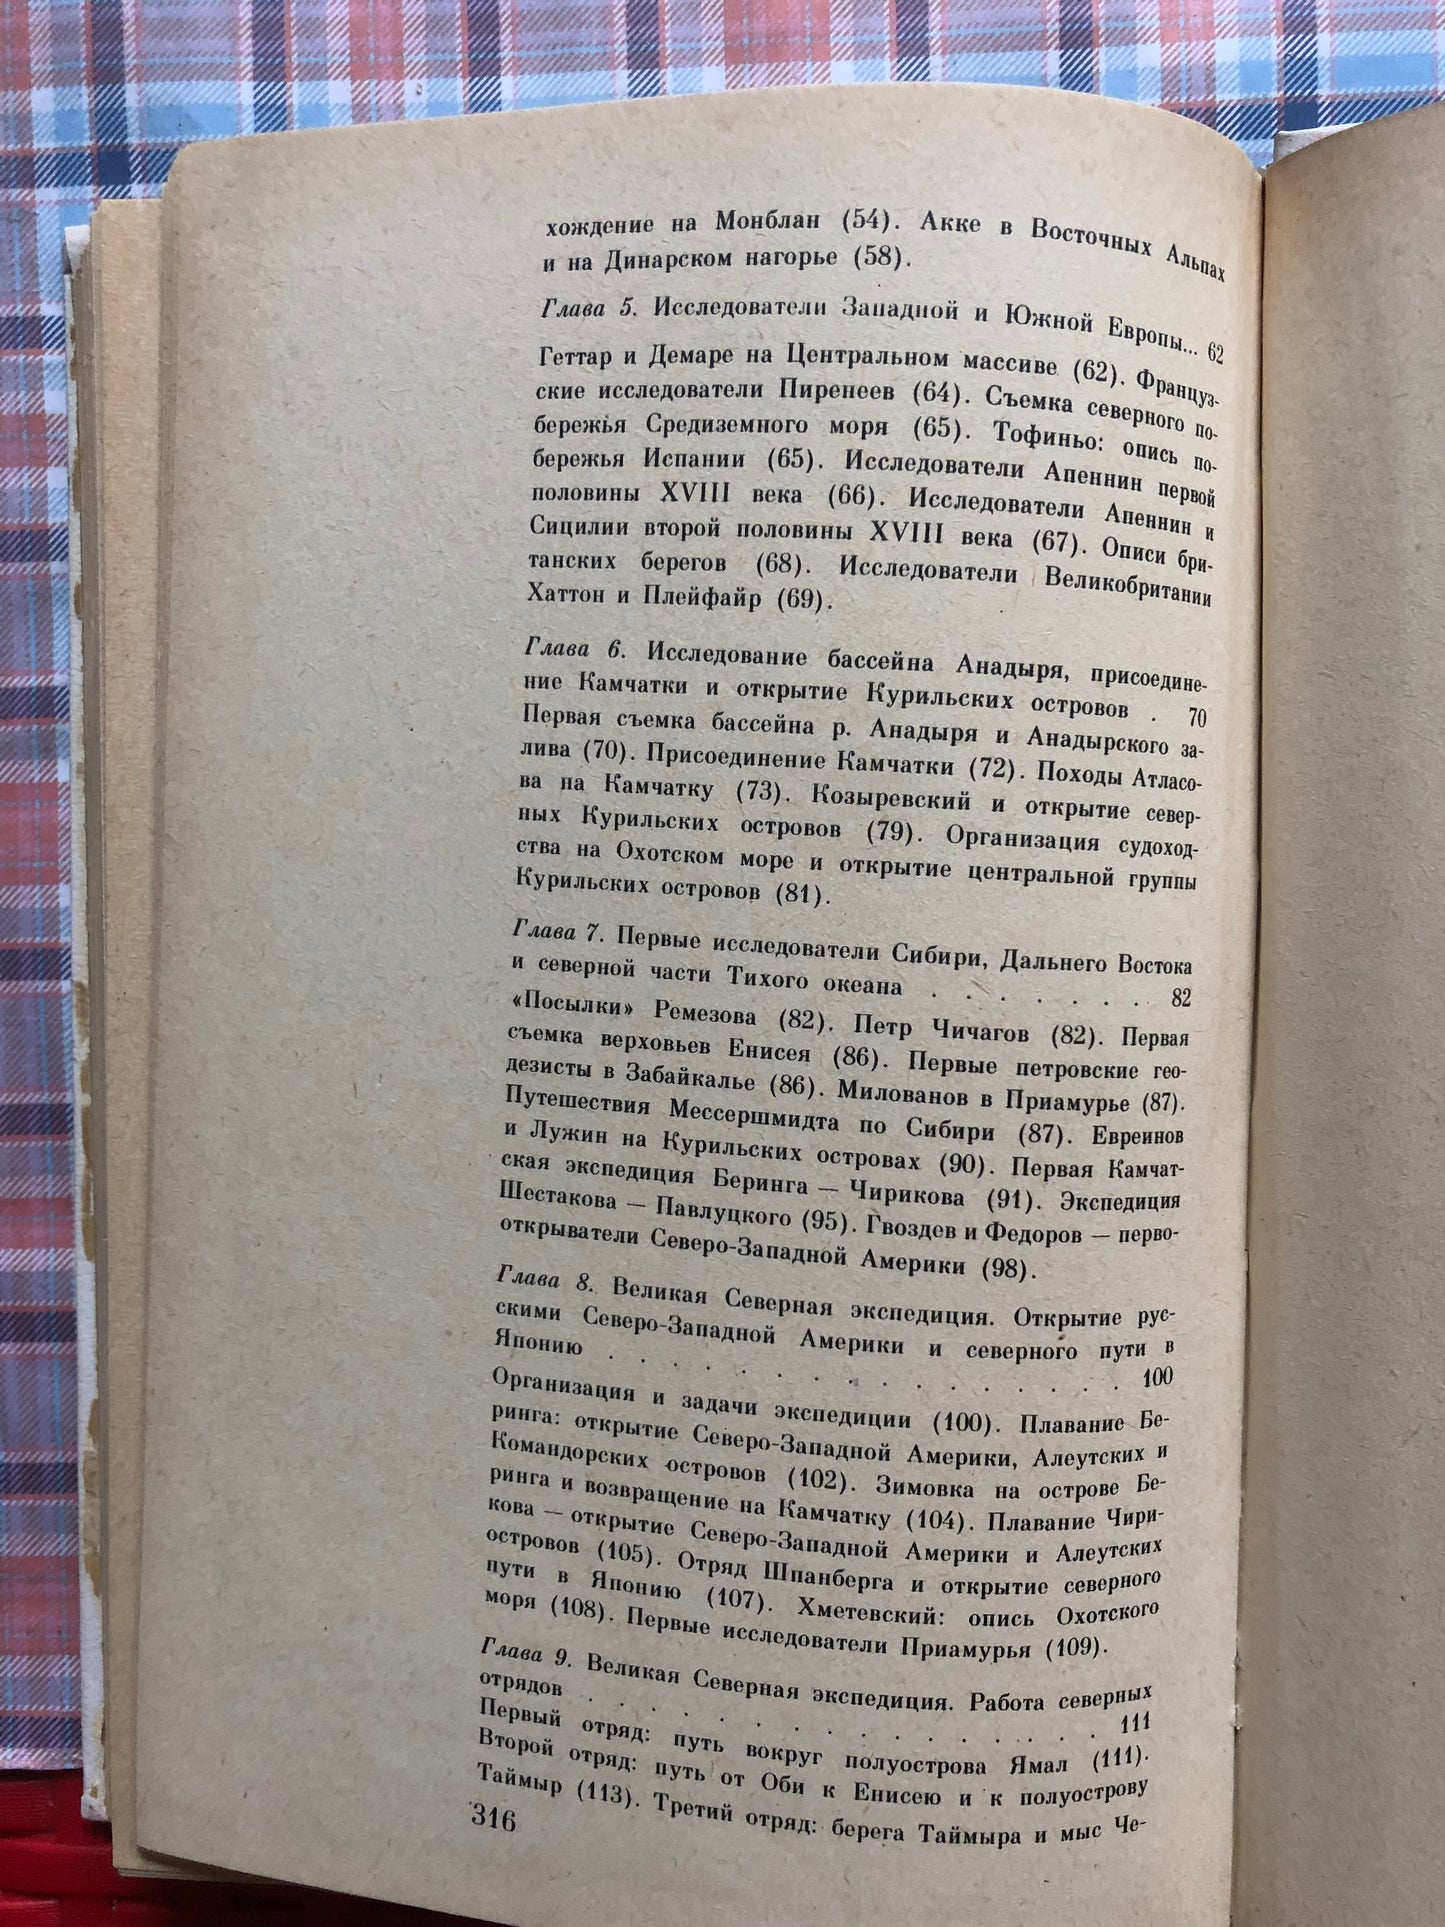 хождение на Монблан (54). Акке в Восточных Альпах
и на Динарском нагорье (58).
Глава 5. Исследователи Западной и Южной Европы... 62
Геттар и Демаре на Центральном массиве (62). Француз-
ские исследователи Пиренеев (64). Съемка северного по-
бережья Средиземного моря (65). Тофиньо: опись по-
бережья Испании (65). Исследователи Апеннин первой
половины XVIII века (66). Исследователи Апеннин и
Сицилии второй половины XVIII века (67). Описи бри-
танских берегов (68). Исследователи Великобритании
Хаттон и Плейфайр (69).
Глава 6. Исследование бассейна Анадыря, присоедине-
ние Камчатки и открытие Курильских островов . 70
Первая съемка бассейна р. Анадыря и Анадырского за-
лива (70). Присоединение Камчатки (72). Походы Атласо-
ва на Камчатку (73). Козыревский и открытие север-
ных Курильских островов (79). Организация судоход-
ства на Охотском море и открытие центральной группы
Курильских островов (81).
Глава 7. Первые исследователи Сибири, Дальнего Востока
и северной части Тихого океана . . . . . . . 82
«Посылки» Ремезова (82). Петр Чичагов (82). Первая
съемка верховьев Енисея (86). Первые петровские гео-
дезисты в Забайкалье (86). Милованов в Приамурье (87).
Путешествия Мессершмидта по Сибири (87). Евреинов
и Лужин на Курильских островах (90). Первая Камчат-
ская экспедиция Беринга — Чирикова (91). Экспедиция
Шестакова — Павлуцкого (95). Гвоздев и Федоров — перво-
открыватели Северо-Западной Америки (98).
Глава 8. Великая Северная экспедиция. Открытие рус-
скими Северо-Западной Америки и северного пути в
Японию . . . . . . . . . . . . . . . . . 100
Организация и задачи экспедиции (100). Плавание Бе-
ринга: открытие Северо-Западной Америки, Алеутских и
Командорских островов (102). Зимовка на острове Бе-
ринга и возвращение на Камчатку (104). Плавание Чири-
кова — открытие Северо-Западной Америки и Алеутских
островов (105). Отряд Шпанберга и открытие северного
пути в Японию (107). Хметевский: опись Охотского
моря (108). Первые исследователи Приамурья (109).
Глава 9. Великая Северная экспедиция. Работа северных
отрядов . . . . . . . . . . . . . . . . 111
Первый отряд: путь вокруг полуострова Ямал (111).
Второй отряд: путь от Оби к Енисею и к полуострову
Таймыр (113). Третий отряд: берега Таймыра и мыс Че-
316